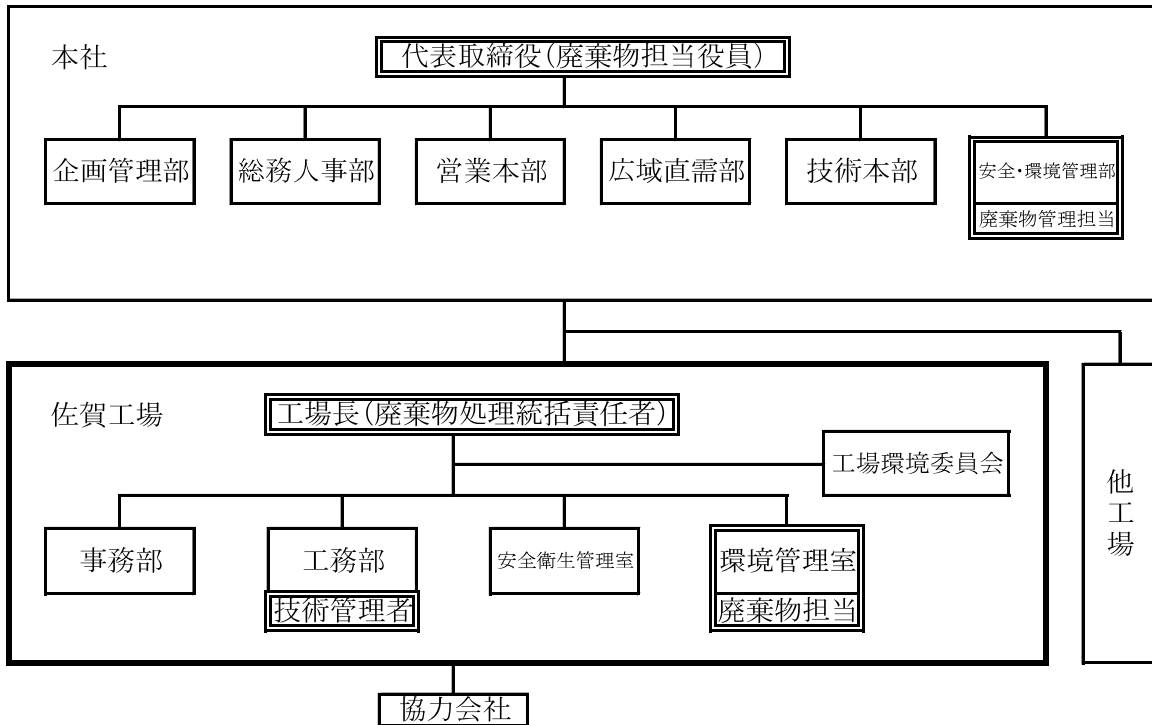 本社
代表取締役(廃棄物担当役員)
企画管理部
総務人事部
営業本部
広域直需部
技術本部
安全・環境管理部
廃棄物管理担当
佐賀工場
工場長(廃棄物処理統括責任者)
工場環境委員会
他工場
事務部
工務部
技術管理者
安全衛生管理室
環境管理室
廃棄物担当
協力会社